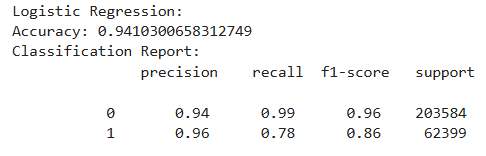 Logistic Regression:
Accuracy: 0.9410300658312749
Classification Report:
precision recall f1-score support
0 0.94 0.99 0.96 203584
1 0.96 0.78 0.86 62399